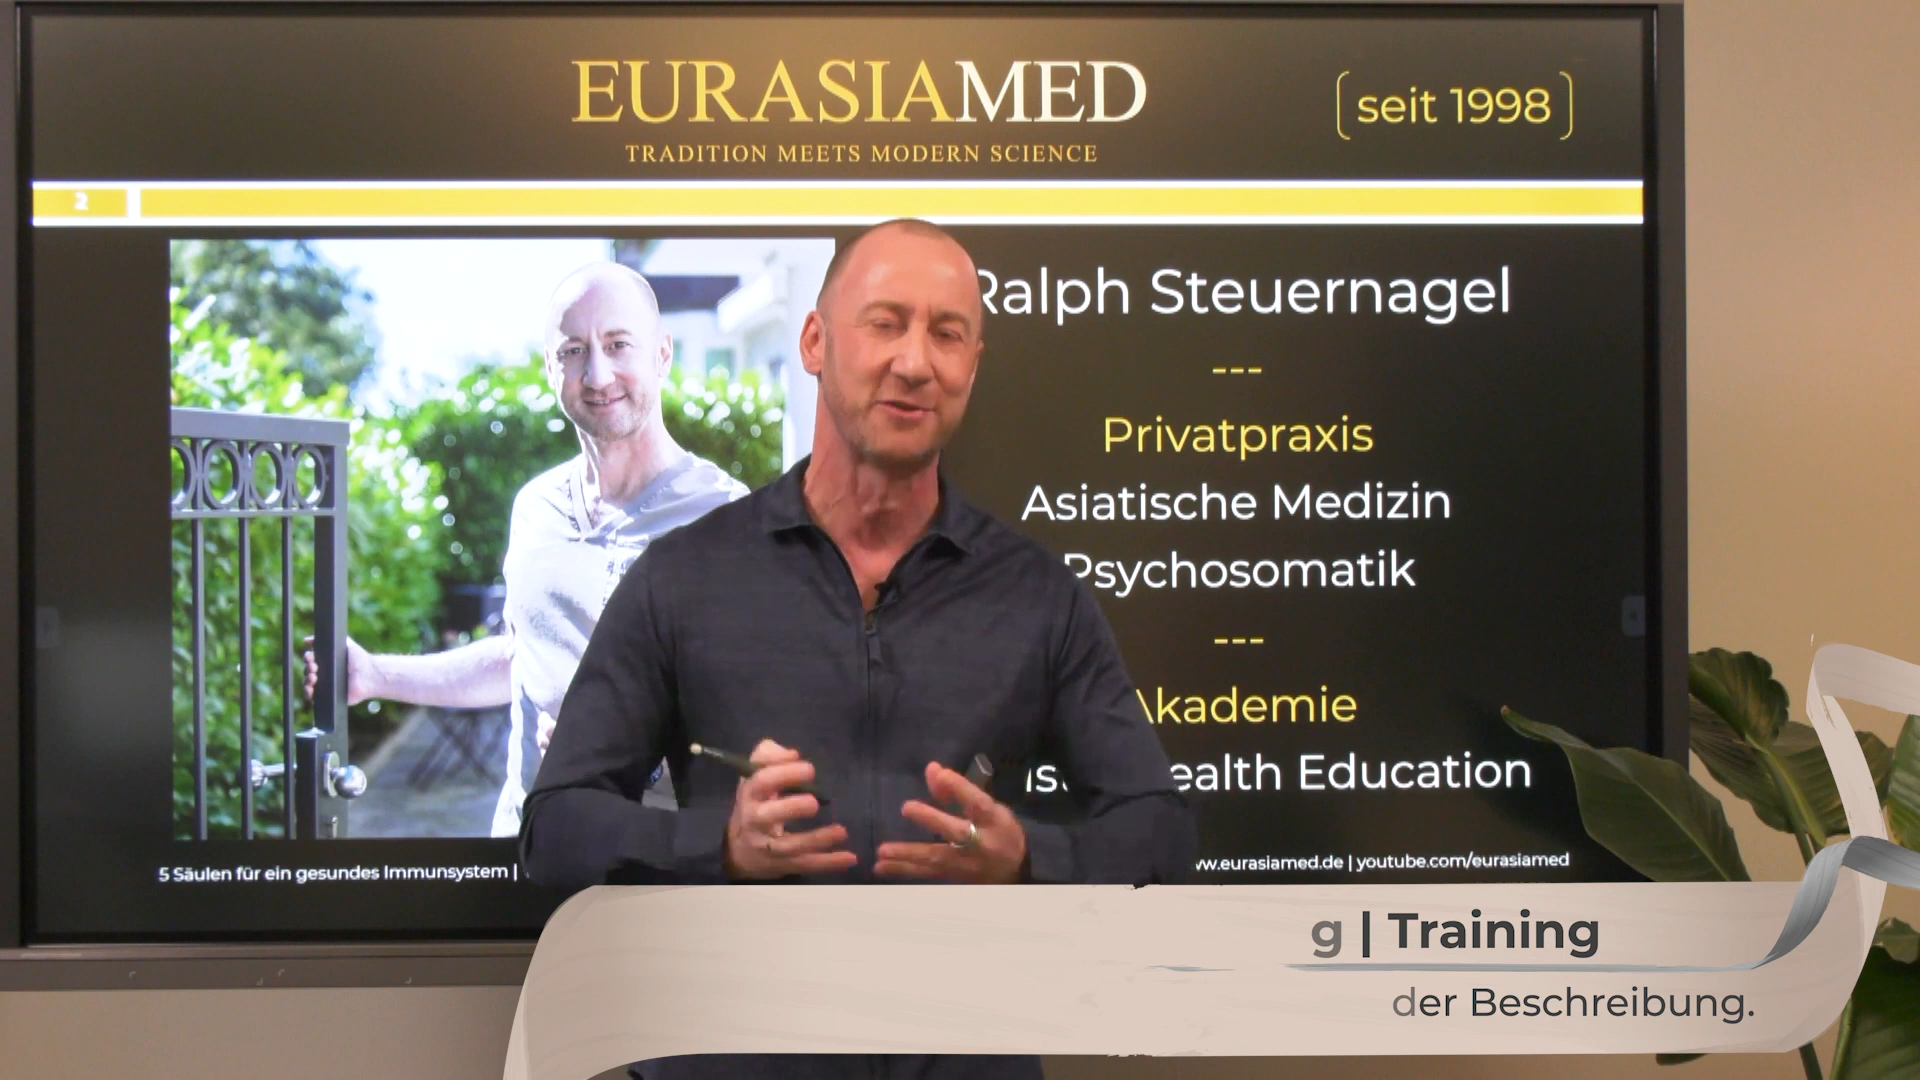 EURASIAMED
TRADITION MEETS MODERN SCIENCE
seit 1998
2
Ralph Steuernagel
---
Privatpraxis
Asiatische Medizin
Psychosomatik
---
Akademie
ealth Education
5 Säulen für ein gesundes Immunsystem |
www.eurasiamed.de | youtube.com/eurasiamed
g | Training
der Beschreibung.